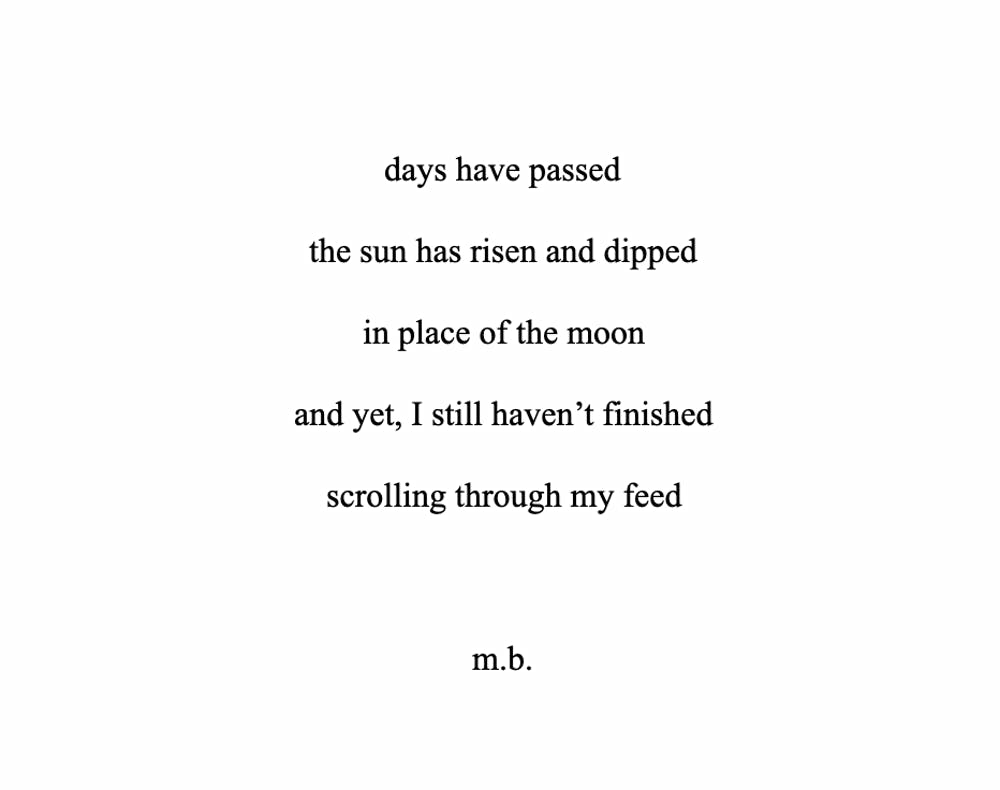 days have passed
the sun has risen and dipped
in place of the moon
and yet, I still haven’t finished
scrolling through my feed
m.b.